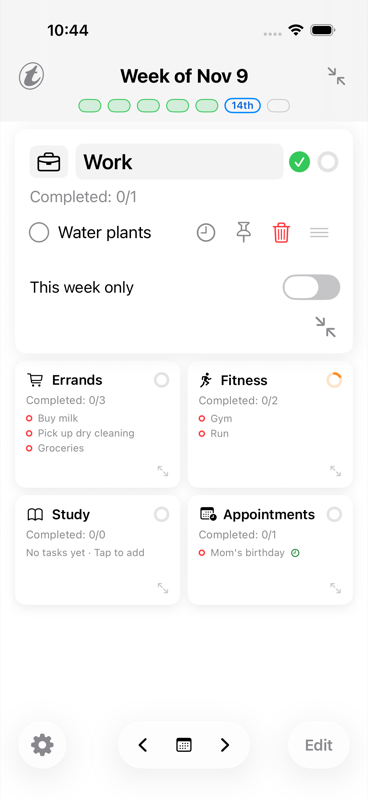 10:44
Week of Nov 9
14th
Work
Completed: 0/1
Water plants
This week only
Errands
Completed: 0/3
Buy milk
Pick up dry cleaning
Groceries
Fitness
Completed: 0/2
Gym
Run
Study
Completed: 0/0
No tasks yet · Tap to add
Appointments
Completed: 0/1
Mom's birthday
Edit